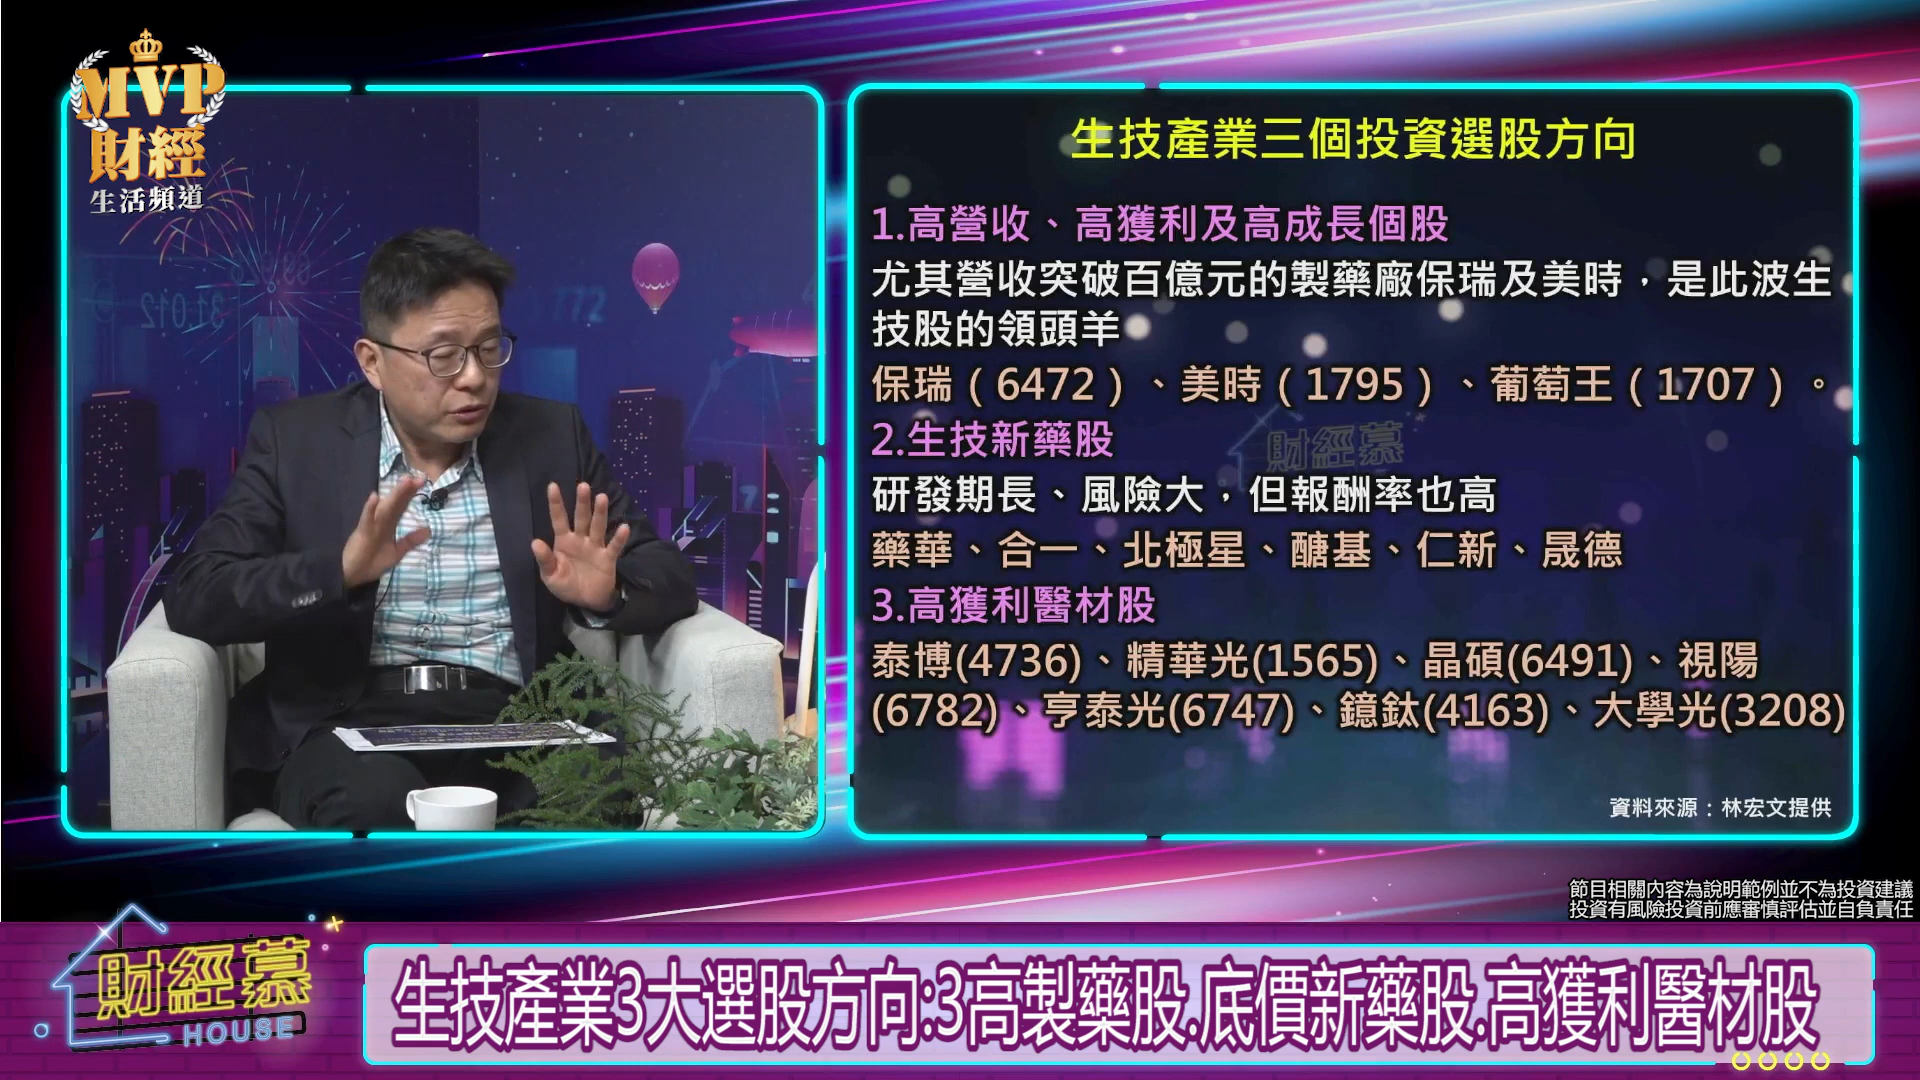 MVP
財經
生活頻道
生技產業三個投資選股方向
1.高營收、高獲利及高成長個股
尤其營收突破百億元的製藥廠保瑞及美時，是此波生
技股的領頭羊
保瑞（6472）、美時（1795）、葡萄王（1707）。
2.生技新藥股
研發期長、風險大，但報酬率也高
藥華、合一、北極星、醣基、仁新、晟德
3.高獲利醫材股
泰博(4736)、精華光(1565)、晶碩(6491)、視陽
(6782)、亨泰光(6747)、鐿鈦(4163)、大學光(3208)
財經慕
資料來源：林宏文提供
節目相關內容為說明範例並不為投資建議
投資有風險投資前應審慎評估並自負責任
財經慕
HOUSE
生技產業3大選股方向:3高製藥股.底價新藥股.高獲利醫材股